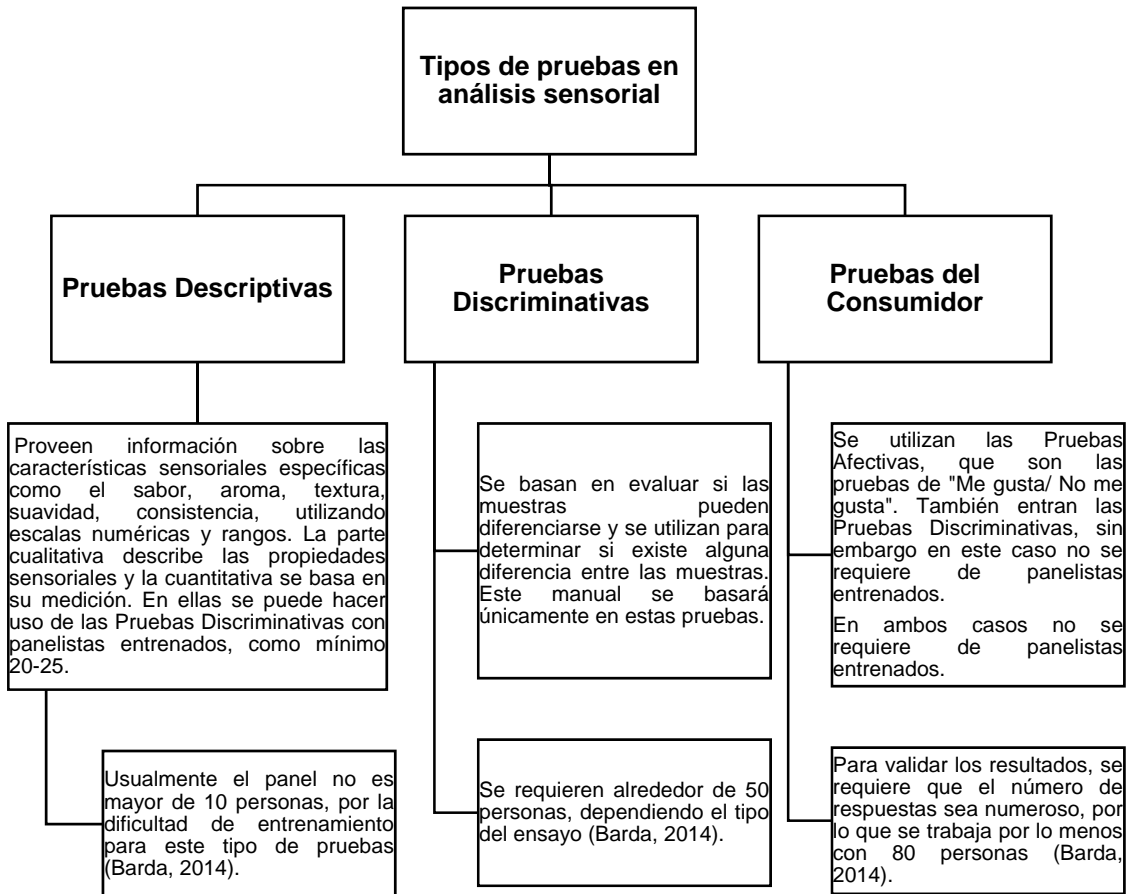 Tipos de pruebas en
análisis sensorial
Pruebas Descriptivas
Pruebas
Discriminativas
Pruebas del
Consumidor
Proveen información sobre las
características sensoriales específicas
como el sabor, aroma, textura,
suavidad, consistencia, utilizando
escalas numéricas y rangos. La parte
cualitativa describe las propiedades
sensoriales y la cuantitativa se basa en
su medición. En ellas se puede hacer
uso de las Pruebas Discriminativas con
panelistas entrenados, como mínimo
20-25.
Usualmente el panel no es
mayor de 10 personas, por la
dificultad de entrenamiento
para este tipo de pruebas
(Barda, 2014).
Se basan en evaluar si las
muestras pueden
diferenciarse y se utilizan para
determinar si existe alguna
diferencia entre las muestras.
Este manual se basará
únicamente en estas pruebas.
Se requieren alrededor de 50
personas, dependiendo el tipo
del ensayo (Barda, 2014).
Se utilizan las Pruebas
Afectivas, que son las
pruebas de "Me gusta/ No me
gusta". También entran las
Pruebas Discriminativas, sin
embargo en este caso no se
requiere de panelistas
entrenados.
En ambos casos no se
requiere de panelistas
entrenados.
Para validar los resultados, se
requiere que el número de
respuestas sea numeroso, por
lo que se trabaja por lo menos
con 80 personas (Barda,
2014).